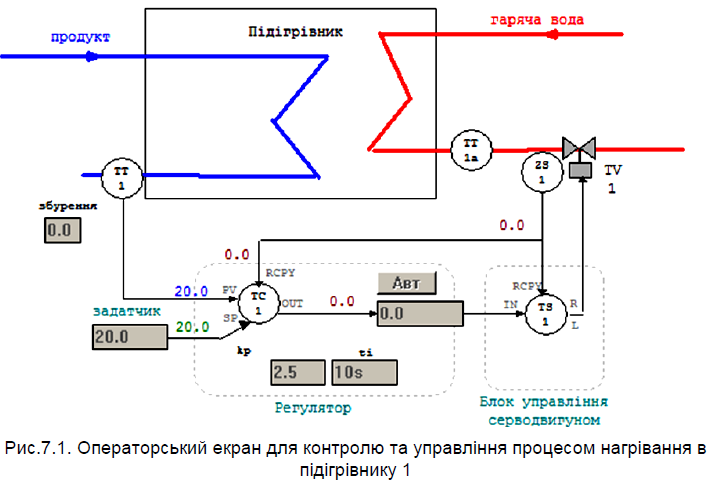 Підігрівник
гаряча вода
продукт
TT
1a
TT
1
ZS
1
TV
1
збурення
0.0
0.0
0.0
RCPY
Авт
RCPY
PV
20.0
TC
1
OUT
0.0
0.0
IN
TS
1
R
L
задатчик
SP
20.0
20.0
kp
ti
2.5
10s
Регулятор
Блок управління
серводвигуном
Рис.7.1. Операторський екран для контролю та управління процесом нагрівання в
підігрівнику 1